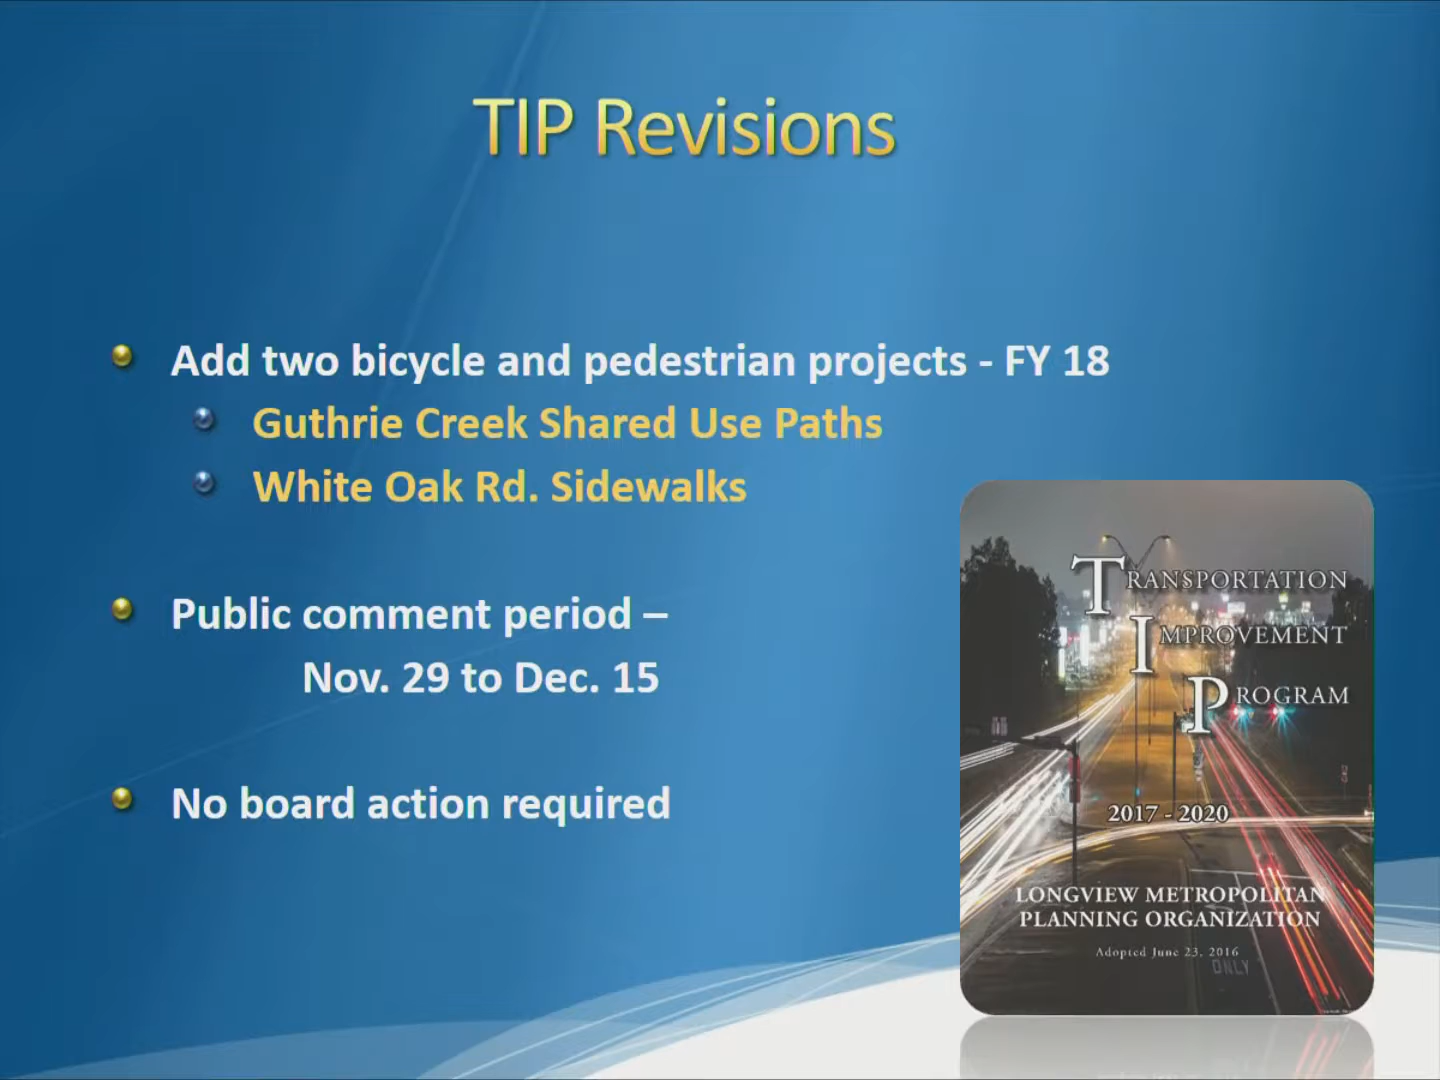 TIP Revisions
Add two bicycle and pedestrian projects - FY 18
Guthrie Creek Shared Use Paths
White Oak Rd. Sidewalks
Public comment period –
Nov. 29 to Dec. 15
No board action required
TRANSPORTATION
IMPROVEMENT
PROGRAM
2017 - 2020
LONGVIEW METROPOLITAN
PLANNING ORGANIZATION
Adopted June 23, 2016
ONLY